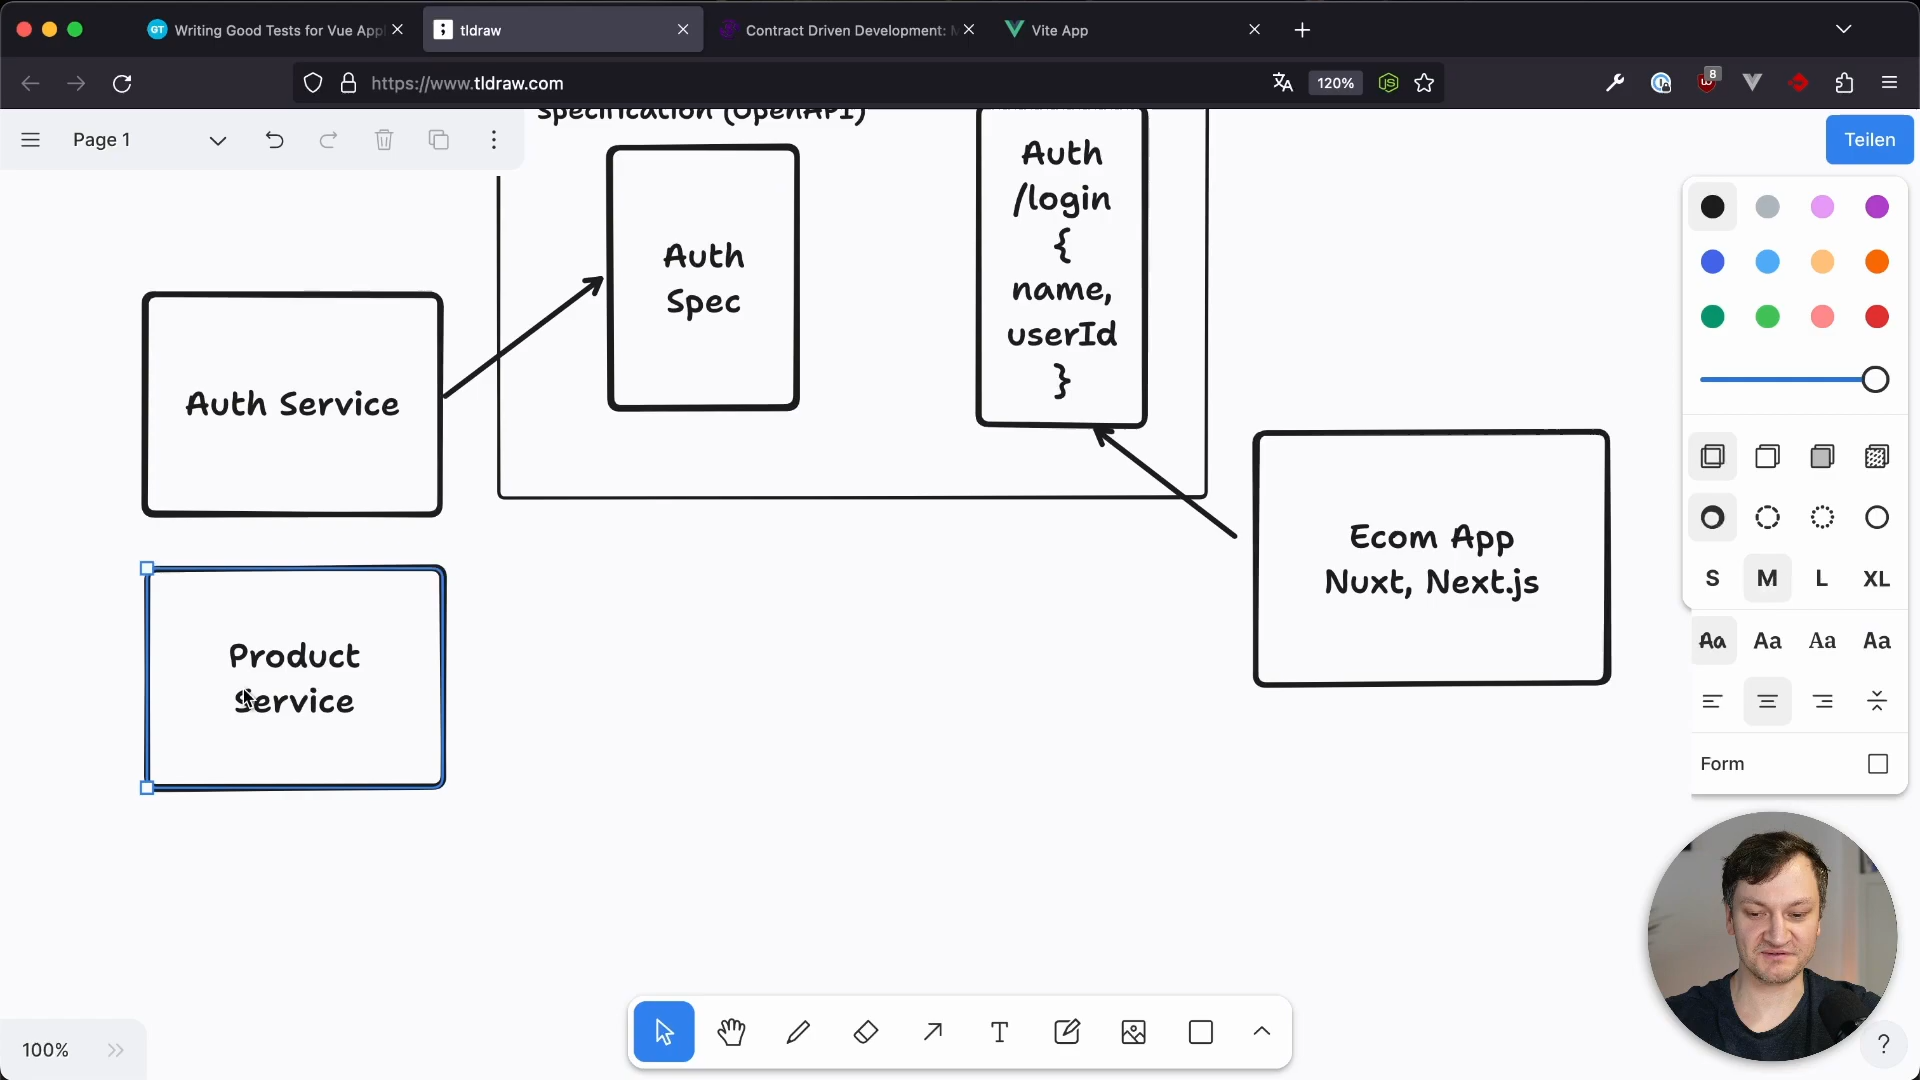 Writing Good Tests for Vue Appl
tldraw
Contract Driven Development:
Vite App
https://www.tldraw.com
120%
8
Page 1
Teilen
Specification (OpenAPI)
Auth
Spec
Auth
/login
{
name,
userId
}
Auth Service
Product
Service
Ecom App
Nuxt, Next.js
S M L XL
Aa Aa Aa Aa
Form
100%
T
?